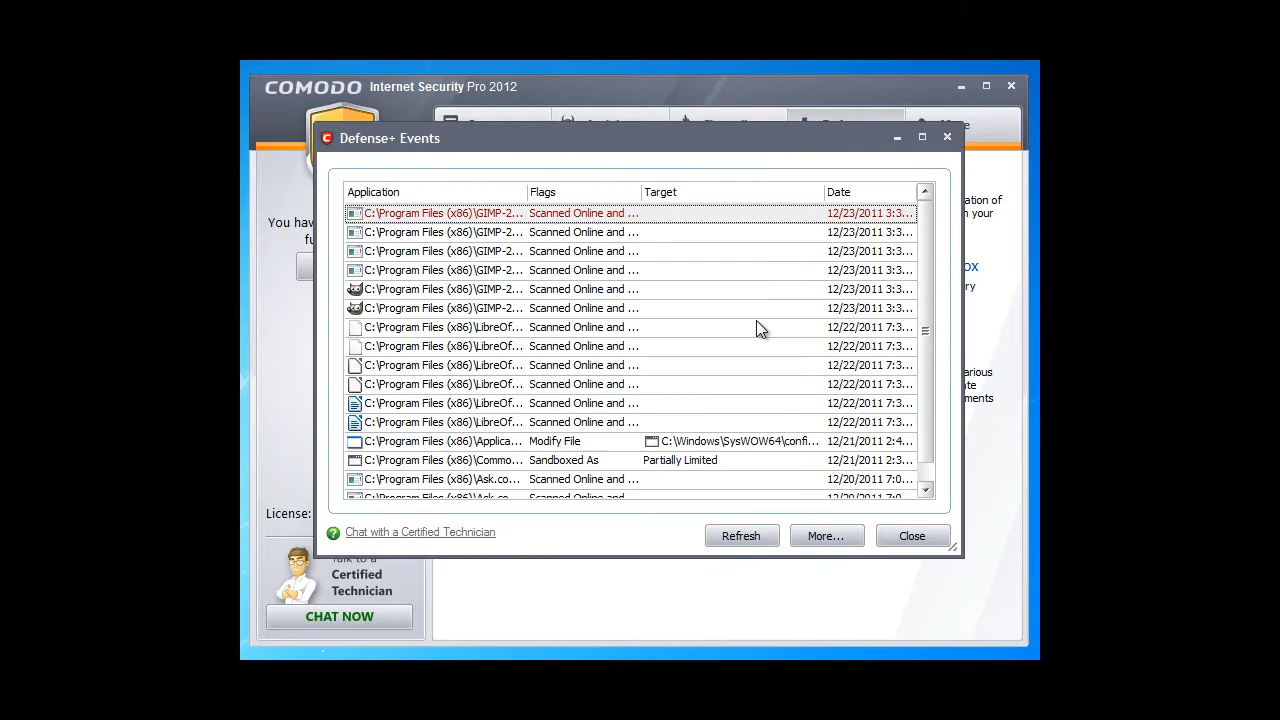 COMODO Internet Security Pro 2012
Defense+ Events
Application Flags Target Date
C:\Program Files (x86)\GIMP-2... Scanned Online and ... 12/23/2011 3:3...
C:\Program Files (x86)\GIMP-2... Scanned Online and ... 12/23/2011 3:3...
C:\Program Files (x86)\GIMP-2... Scanned Online and ... 12/23/2011 3:3...
C:\Program Files (x86)\GIMP-2... Scanned Online and ... 12/23/2011 3:3...
C:\Program Files (x86)\GIMP-2... Scanned Online and ... 12/23/2011 3:3...
C:\Program Files (x86)\GIMP-2... Scanned Online and ... 12/23/2011 3:3...
C:\Program Files (x86)\LibreOf... Scanned Online and ... 12/22/2011 7:3...
C:\Program Files (x86)\LibreOf... Scanned Online and ... 12/22/2011 7:3...
C:\Program Files (x86)\LibreOf... Scanned Online and ... 12/22/2011 7:3...
C:\Program Files (x86)\LibreOf... Scanned Online and ... 12/22/2011 7:3...
C:\Program Files (x86)\LibreOf... Scanned Online and ... 12/22/2011 7:3...
C:\Program Files (x86)\LibreOf... Scanned Online and ... 12/22/2011 7:3...
C:\Program Files (x86)\Applica... Modify File C:\Windows\SysWOW64\confi... 12/21/2011 2:4...
C:\Program Files (x86)\Commo... Sandboxed As Partially Limited 12/21/2011 2:3...
C:\Program Files (x86)\Ask.co... Scanned Online and ... 12/20/2011 7:0...
C:\Program Files (x86)\Ask.co... Scanned Online and ... 12/20/2011 7:0...
Chat with a Certified Technician
Refresh More... Close
You hav
fu
License:
Talk to a
Certified
Technician
CHAT NOW
ation of
your
OX
ry
arious
ate
ments